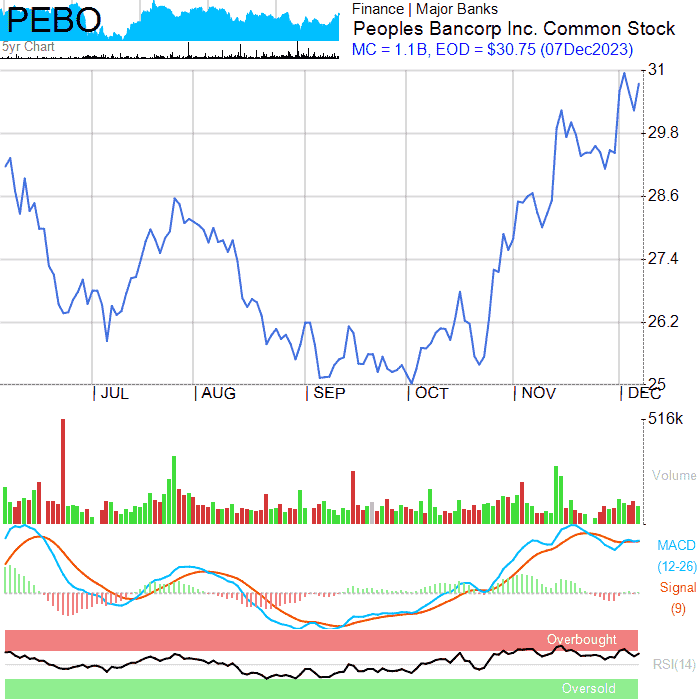 PEBO
5yr Chart
Finance | Major Banks
Peoples Bancorp Inc. Common Stock
MC = 1.1B, EOD = $30.75 (07Dec2023)
31
29.8
28.6
27.4
26.2
25
JUL AUG SEP OCT NOV DEC
516k
Volume
MACD
(12-26)
Signal
(9)
Overbought
RSI(14)
Oversold